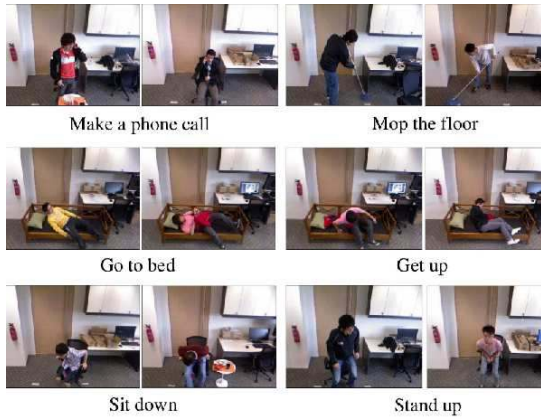 Make a phone call
Mop the floor
Go to bed
Get up
Sit down
Stand up